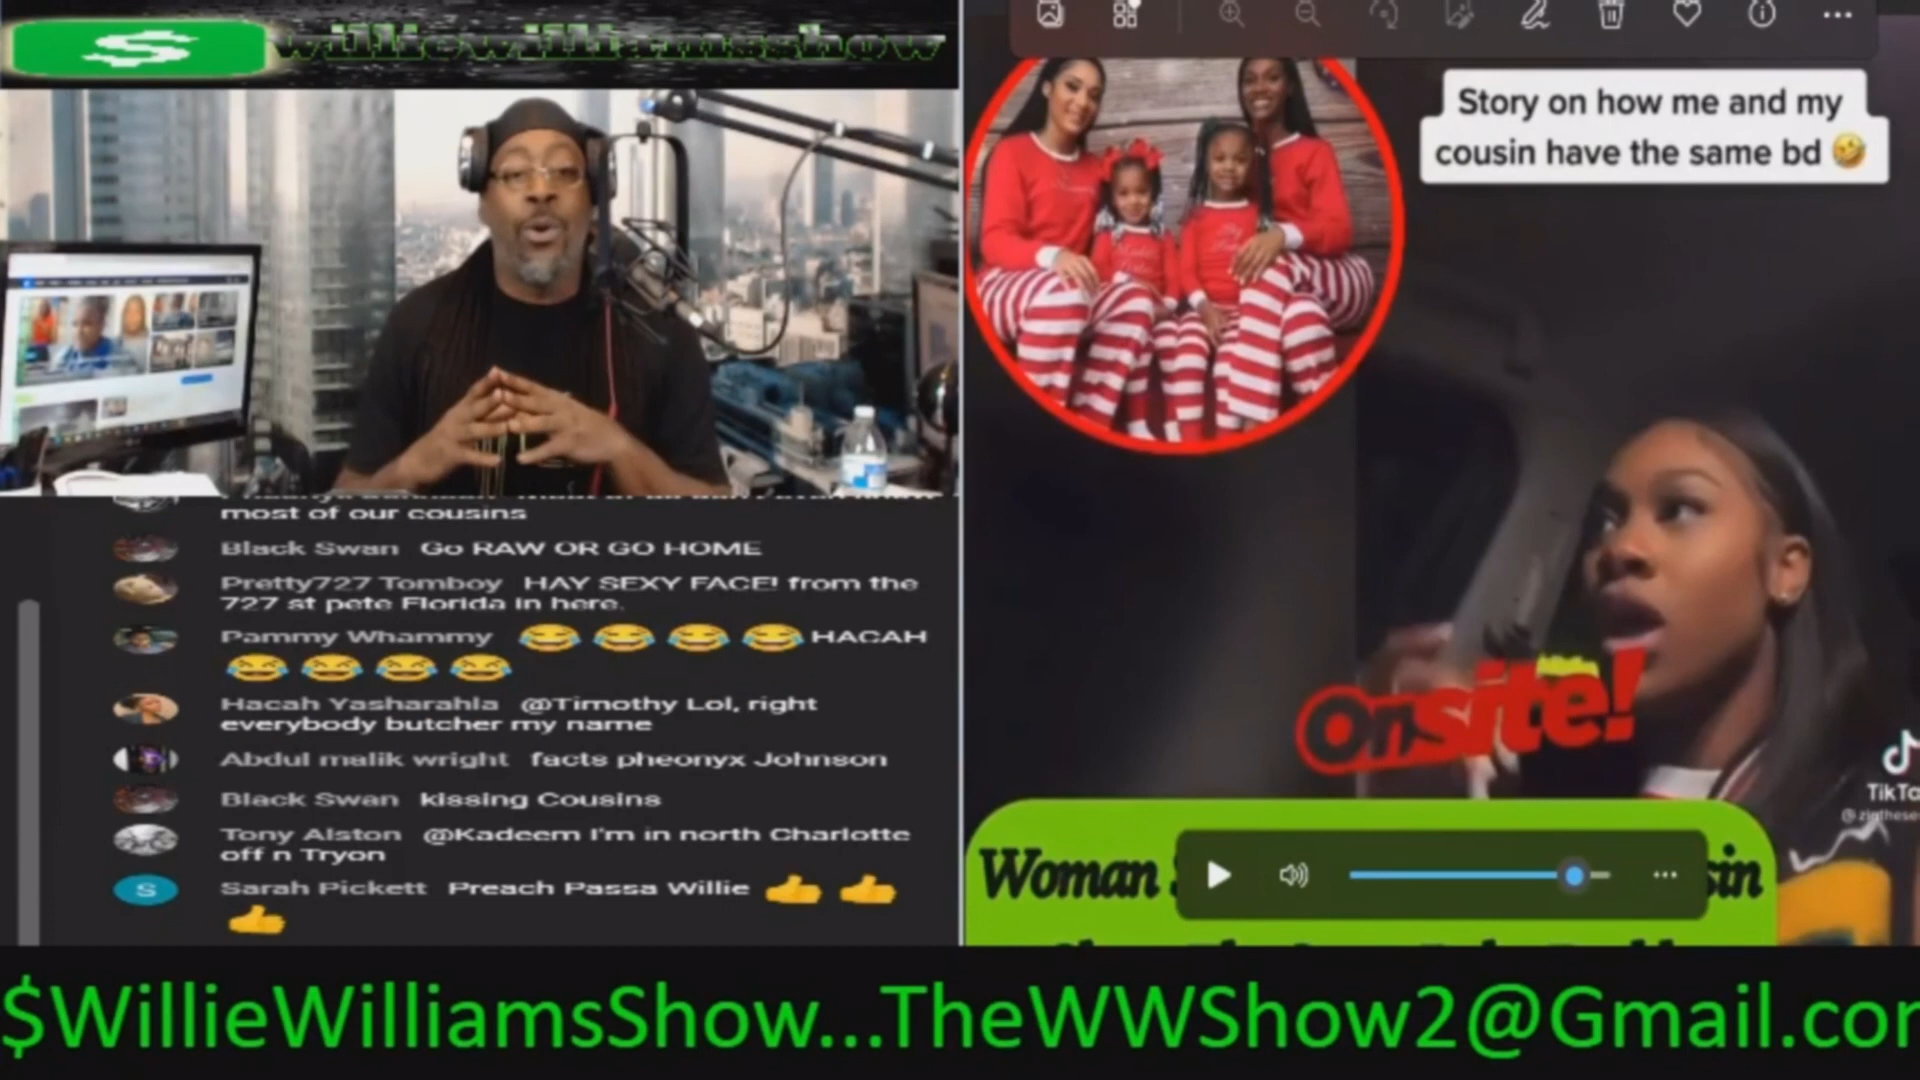 williewilliamsshow
most of our cousins
Black Swan Go RAW OR GO HOME
Pretty727 Tomboy HAY SEXY FACE! from the
727 st pete Florida in here.
Pammy Whammy 😂 😂 😂 😂 HACAH
😂 😂 😂 😂
Hacah Yasharahla @Timothy Lol, right
everybody butcher my name
Abdul malik wright facts pheonyx Johnson
Black Swan kissing Cousins
Tony Alston @Kadeem I'm in north Charlotte
off n Tryon
S Sarah Pickett Preach Passa Willie 👍 👍
👍
Story on how me and my
cousin have the same bd 🤣
Onsite!
TikTo
Woman
sin
$WillieWilliamsShow...TheWWShow2@Gmail.com